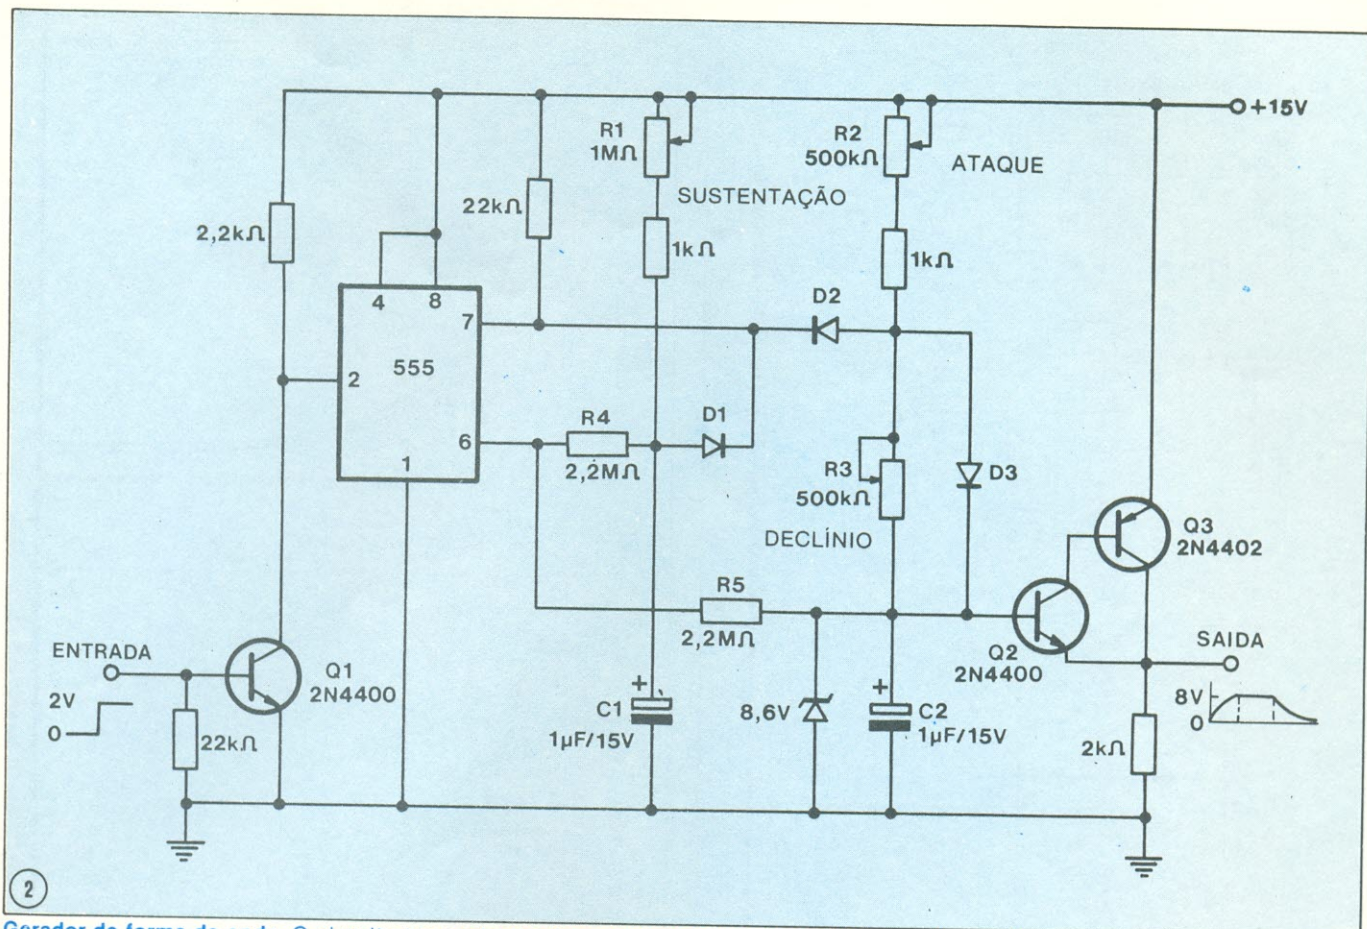 +15V
R1
1MΩ
SUSTENTAÇÃO
R2
500kΩ
ATAQUE
2,2kΩ
22kΩ
1kΩ
1kΩ
4
8
7
D2
555
2
6
1
R4
2,2MΩ
D1
R3
500kΩ
DECLÍNIO
D3
Q3
2N4402
R5
2,2MΩ
ENTRADA
2V
0
Q1
2N4400
22kΩ
+
C1
1µF/15V
8,6V
+
C2
1µF/15V
Q2
2N4400
SAIDA
8V
0
2kΩ
2